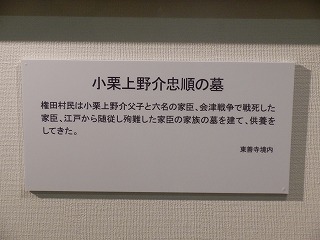 小栗上野介忠順の墓
権田村民は小栗上野介父子と六名の家臣、会津戦争で戦死した
家臣、江戸から随従し殉難した家臣の家族の墓を建て、供養を
してきた。
東善寺境内